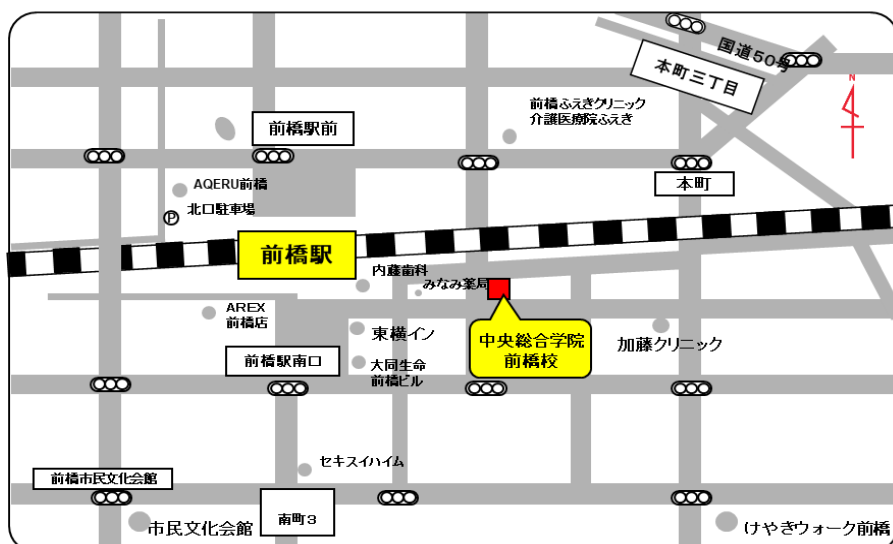 国道50号
本町三丁目
前橋ふえきクリニック
介護医療院ふえき
前橋駅前
本町
AQERU前橋
北口駐車場
P
N
前橋駅
内藤歯科
みなみ薬局
AREX
前橋店
東横イン
中央総合学院
前橋校
加藤クリニック
前橋駅南口
大同生命
前橋ビル
セキスイハイム
前橋市民文化会館
南町3
市民文化会館
けやきウォーク前橋